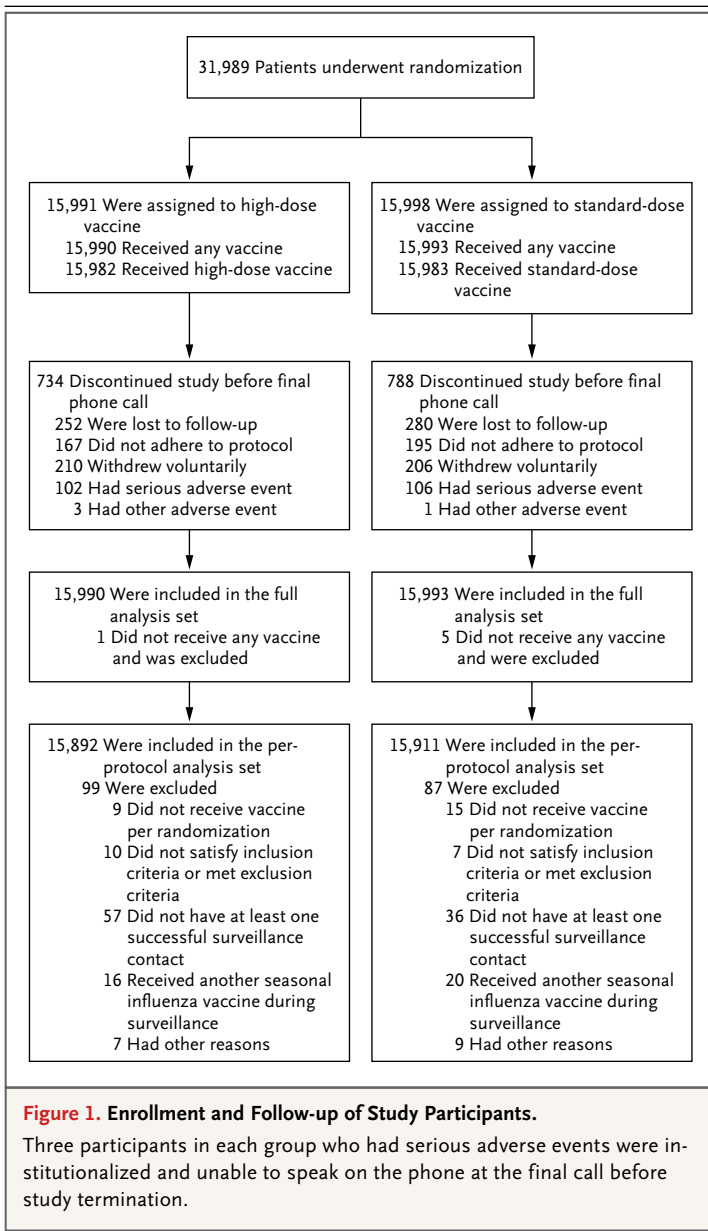 31,989 Patients underwent randomization
15,991 Were assigned to high-dose
vaccine
15,990 Received any vaccine
15,982 Received high-dose vaccine
15,998 Were assigned to standard-dose
vaccine
15,993 Received any vaccine
15,983 Received standard-dose
vaccine
734 Discontinued study before final
phone call
252 Were lost to follow-up
167 Did not adhere to protocol
210 Withdrew voluntarily
102 Had serious adverse event
3 Had other adverse event
788 Discontinued study before final
phone call
280 Were lost to follow-up
195 Did not adhere to protocol
206 Withdrew voluntarily
106 Had serious adverse event
1 Had other adverse event
15,990 Were included in the full
analysis set
1 Did not receive any vaccine
and was excluded
15,993 Were included in the full
analysis set
5 Did not receive any vaccine
and were excluded
15,892 Were included in the per-
protocol analysis set
99 Were excluded
9 Did not receive vaccine
per randomization
10 Did not satisfy inclusion
criteria or met exclusion
criteria
57 Did not have at least one
successful surveillance
contact
16 Received another seasonal
influenza vaccine during
surveillance
7 Had other reasons
15,911 Were included in the per-
protocol analysis set
87 Were excluded
15 Did not receive vaccine
per randomization
7 Did not satisfy inclusion
criteria or met exclusion
criteria
36 Did not have at least one
successful surveillance
contact
20 Received another seasonal
influenza vaccine during
surveillance
9 Had other reasons
Figure 1. Enrollment and Follow-up of Study Participants.
Three participants in each group who had serious adverse events were in-
stitutionalized and unable to speak on the phone at the final call before
study termination.